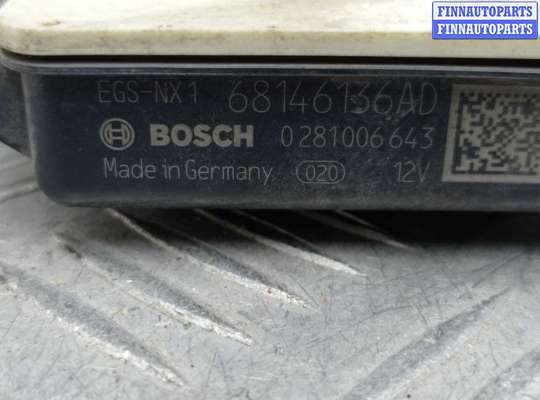 FINNAUTOPARTS
FINNAUTOPARTS
EGS-NX1 68146136AD
BOSCH 0281006643
Made in Germany 020 12V